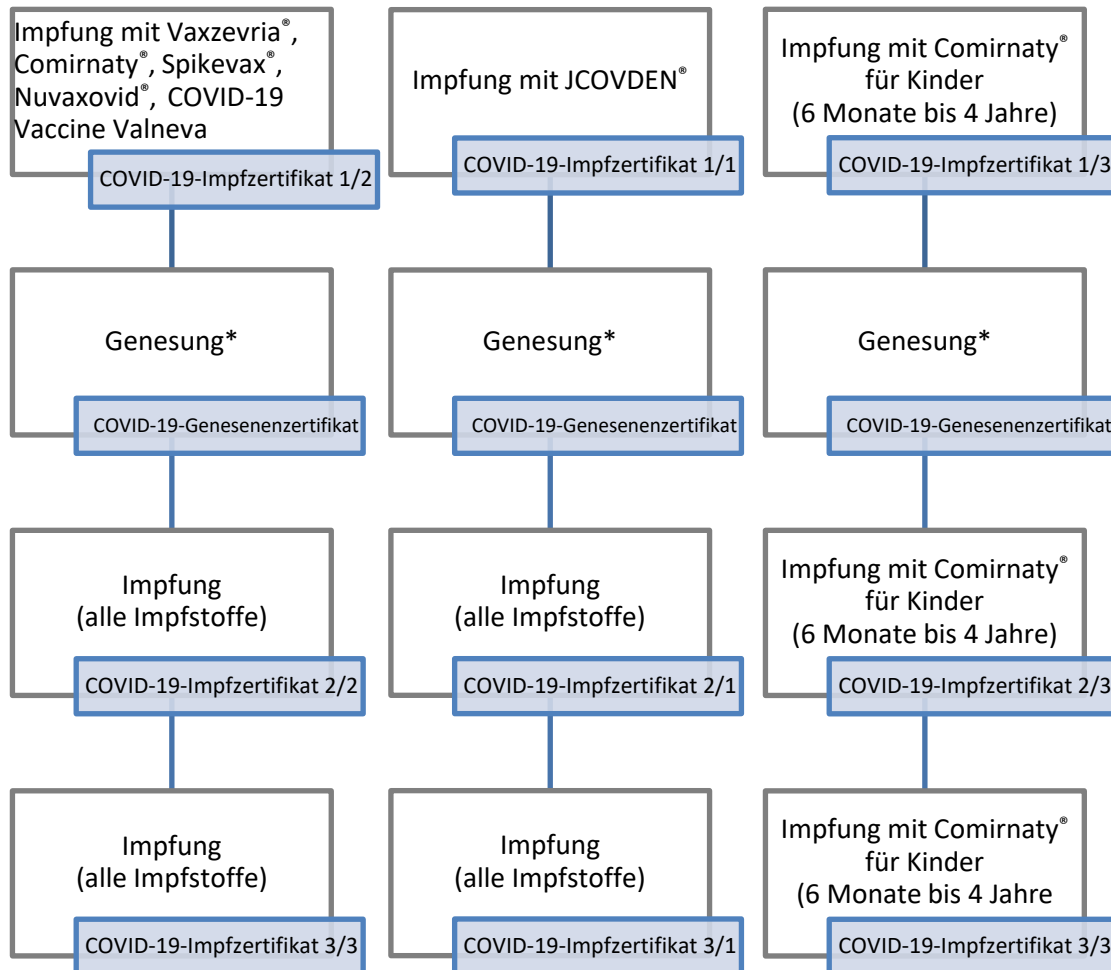 Impfung mit Vaxzevria®,
Comirnaty®, Spikevax®,
Nuvaxovid®, COVID-19
Vaccine Valneva
COVID-19-Impfzertifikat 1/2
Impfung mit JCOVDEN®
COVID-19-Impfzertifikat 1/1
Impfung mit Comirnaty®
für Kinder
(6 Monate bis 4 Jahre)
COVID-19-Impfzertifikat 1/3
Genesung*
COVID-19-Genesenenzertifikat
Genesung*
COVID-19-Genesenenzertifikat
Genesung*
COVID-19-Genesenenzertifikat
Impfung
(alle Impfstoffe)
COVID-19-Impfzertifikat 2/2
Impfung
(alle Impfstoffe)
COVID-19-Impfzertifikat 2/1
Impfung mit Comirnaty®
für Kinder
(6 Monate bis 4 Jahre)
COVID-19-Impfzertifikat 2/3
Impfung
(alle Impfstoffe)
COVID-19-Impfzertifikat 3/3
Impfung
(alle Impfstoffe)
COVID-19-Impfzertifikat 3/1
Impfung mit Comirnaty®
für Kinder
(6 Monate bis 4 Jahre
COVID-19-Impfzertifikat 3/3